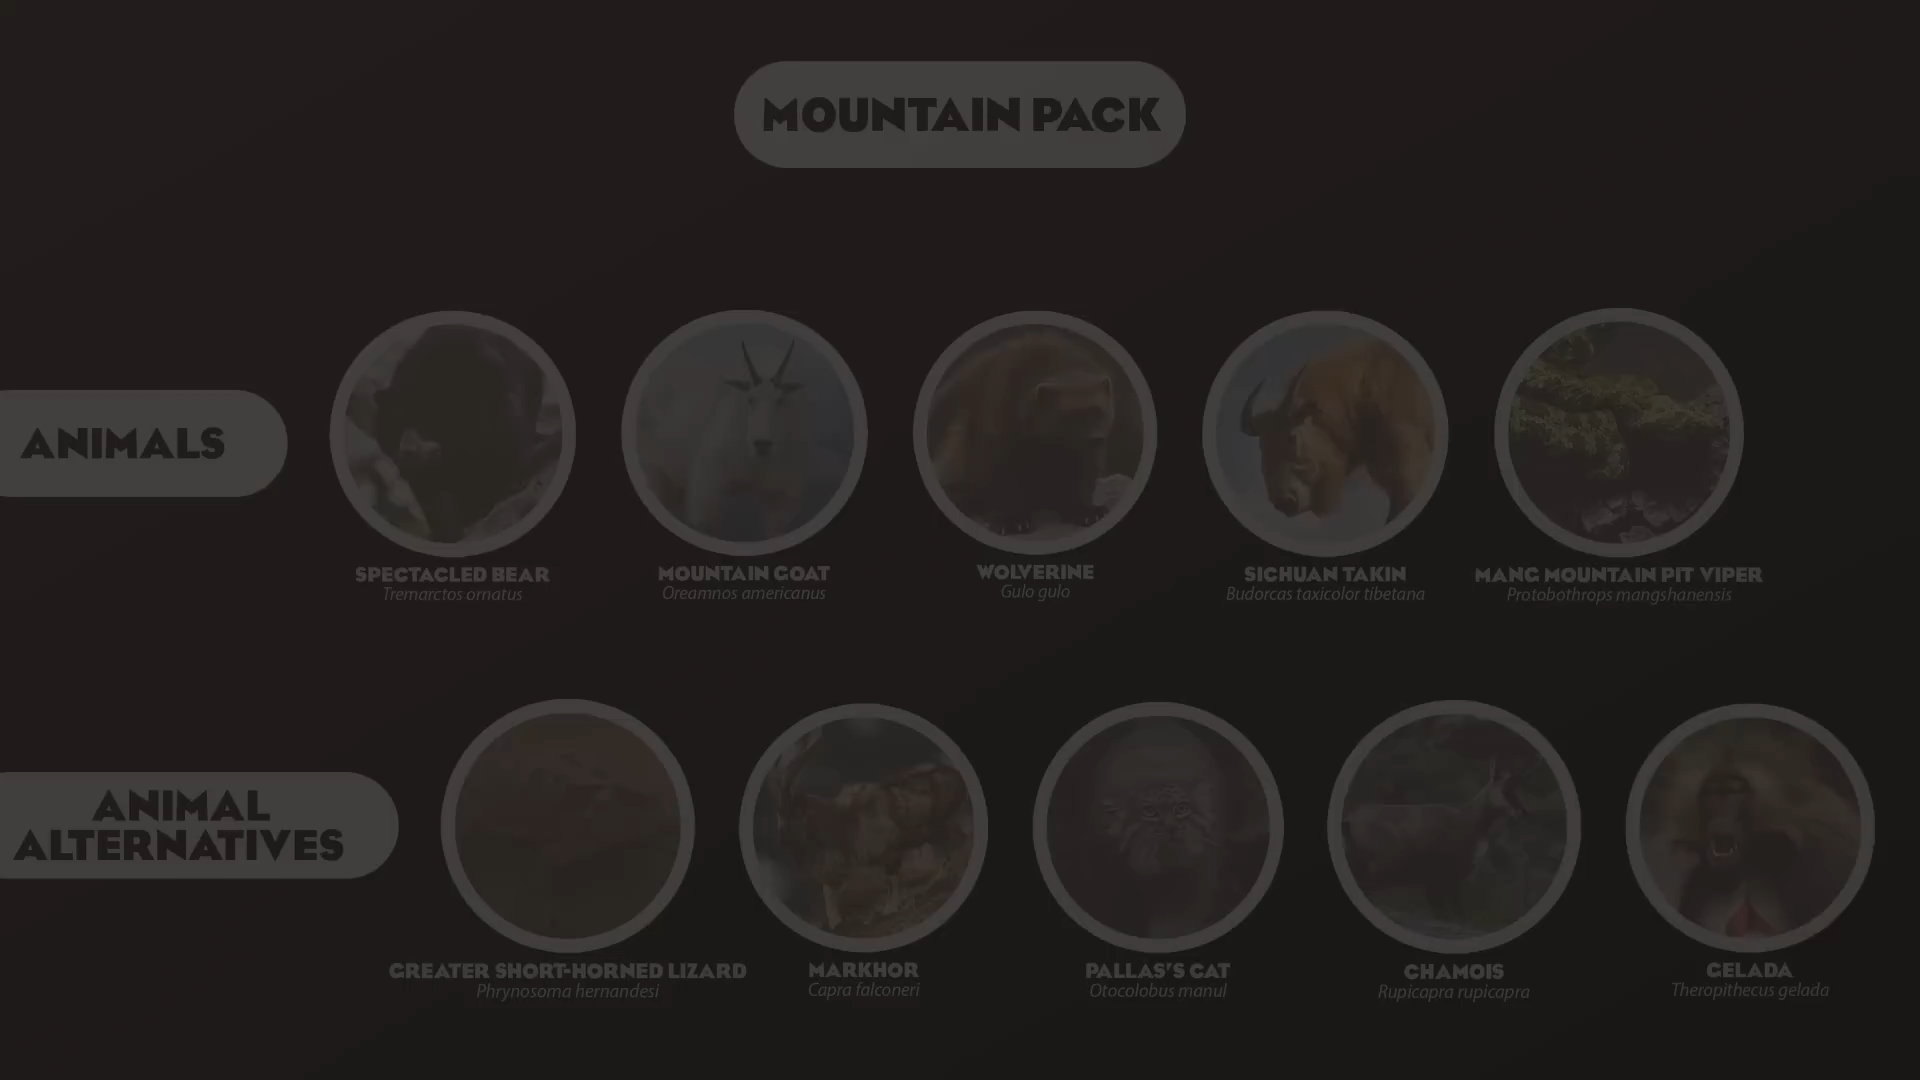 MOUNTAIN PACK
ANIMALS
SPECTACLED BEAR
Tremarctos ornatus
MOUNTAIN GOAT
Oreamnos americanus
WOLVERINE
Gulo gulo
SICHUAN TAKIN
Budorcas taxicolor tibetana
MANG MOUNTAIN PIT VIPER
Protobothrops mangshanensis
ANIMAL
ALTERNATIVES
GREATER SHORT-HORNED LIZARD
Phrynosoma hernandesi
MARKHOR
Capra falconeri
PALLAS'S CAT
Otocolobus manul
CHAMOIS
Rupicapra rupicapra
GELADA
Theropithecus gelada